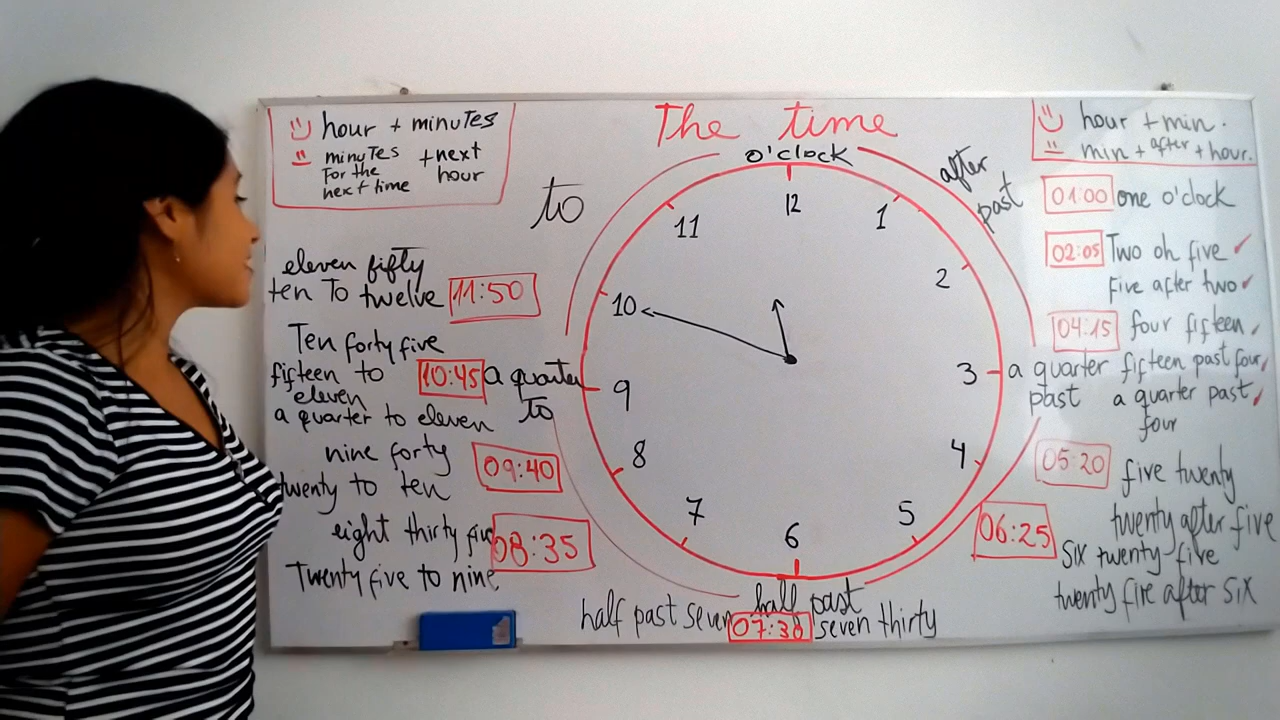 The time
hour + minutes
minutes + next
For the hour
next time
to
eleven fifty
ten To twelve 11:50
Ten forty five
fifteen to 10:45 a quarter
eleven
a quarter to eleven to
nine forty 09:40
twenty to ten
eight thirty five 08:35
Twenty five to nine
o'clock
12
11
1
10
2
9
3
8
4
7
5
6
half past
half past seven 07:30 seven thirty
after
past
hour + min.
min + after + hour.
01:00 one o'clock
02:05 Two oh five
five after two
04:15 four fifteen
a quarter fifteen past four
past a quarter past
four
05:20 five twenty
twenty after five
06:25 six twenty-five
twenty five after six